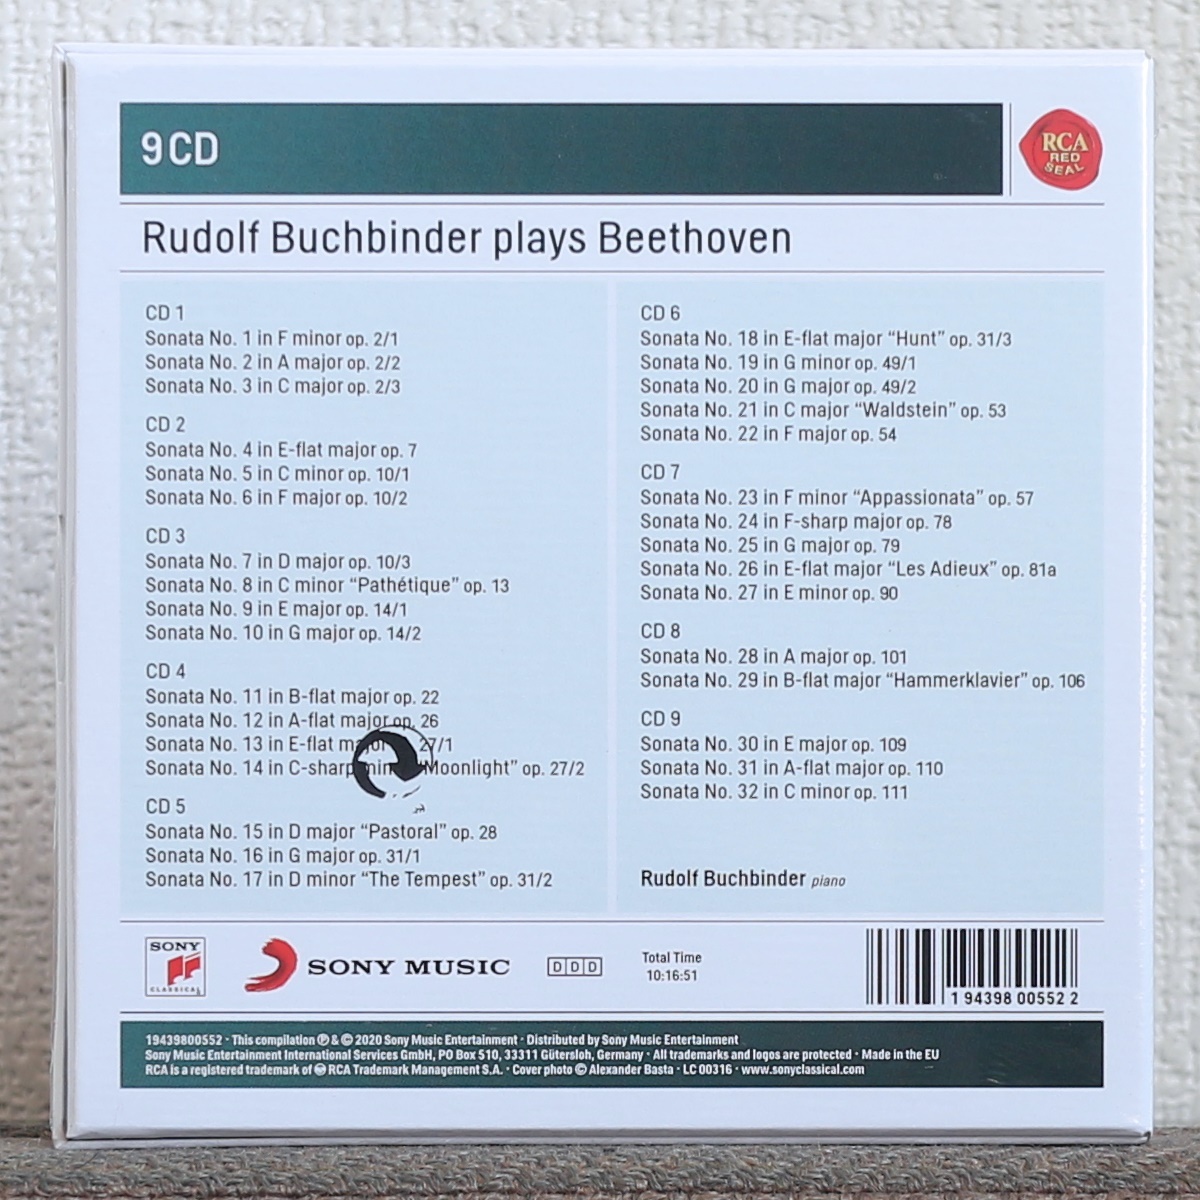 9CD
RCA
RED
SEAL
Rudolf Buchbinder plays Beethoven
CD 1
Sonata No. 1 in F minor op. 2/1
Sonata No. 2 in A major op. 2/2
Sonata No. 3 in C major op. 2/3
CD 2
Sonata No. 4 in E-flat major op. 7
Sonata No. 5 in C minor op. 10/1
Sonata No. 6 in F major op. 10/2
CD 3
Sonata No. 7 in D major op. 10/3
Sonata No. 8 in C minor “Pathétique” op. 13
Sonata No. 9 in E major op. 14/1
Sonata No. 10 in G major op. 14/2
CD 4
Sonata No. 11 in B-flat major op. 22
Sonata No. 12 in A-flat major op. 26
Sonata No. 13 in E-flat major 27/1
Sonata No. 14 in C-sharp “Moonlight” op. 27/2
CD 5
Sonata No. 15 in D major “Pastoral” op. 28
Sonata No. 16 in G major op. 31/1
Sonata No. 17 in D minor “The Tempest” op. 31/2
CD 6
Sonata No. 18 in E-flat major “Hunt” op. 31/3
Sonata No. 19 in G minor op. 49/1
Sonata No. 20 in G major op. 49/2
Sonata No. 21 in C major “Waldstein” op. 53
Sonata No. 22 in F major op. 54
CD 7
Sonata No. 23 in F minor “Appassionata” op. 57
Sonata No. 24 in F-sharp major op. 78
Sonata No. 25 in G major op. 79
Sonata No. 26 in E-flat major “Les Adieux” op. 81a
Sonata No. 27 in E minor op. 90
CD 8
Sonata No. 28 in A major op. 101
Sonata No. 29 in B-flat major “Hammerklavier” op. 106
CD 9
Sonata No. 30 in E major op. 109
Sonata No. 31 in A-flat major op. 110
Sonata No. 32 in C minor op. 111
Rudolf Buchbinder piano
SONY
CLASSICAL
SONY MUSIC
DDD
Total Time
10:16:51
1 94398 00552 2
19439800552 · This compilation ℗ & © 2020 Sony Music Entertainment · Distributed by Sony Music Entertainment
Sony Music Entertainment International Services GmbH, PO Box 510, 33311 Gütersloh, Germany · All trademarks and logos are protected · Made in the EU
RCA is a registered trademark of RCA Trademark Management S.A. · Cover photo © Alexander Basta · LC 00316 · www.sonyclassical.com